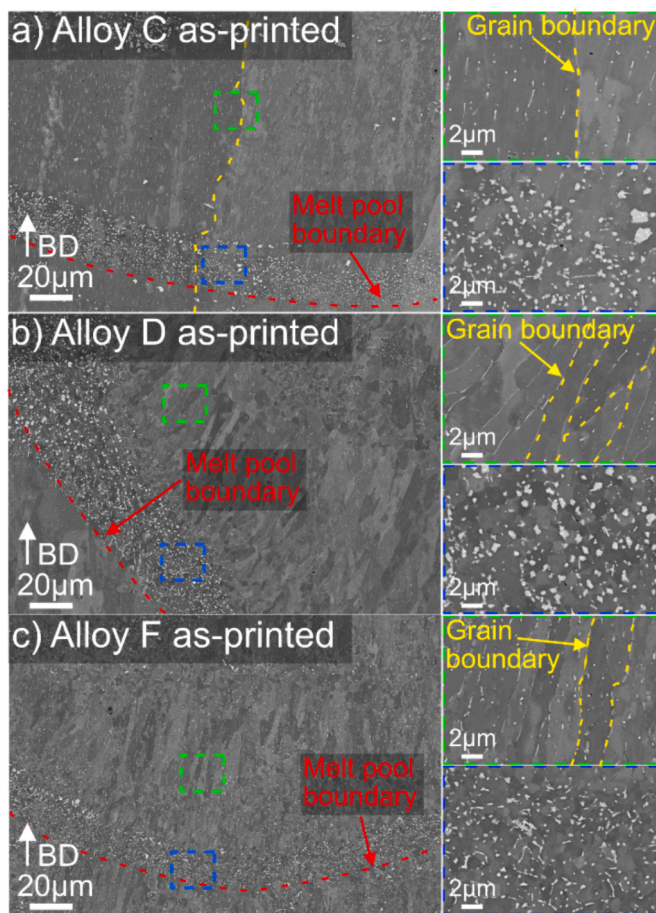 a) Alloy C as-printed
Melt pool
boundary
BD
20μm
Grain boundary
2μm
2μm
b) Alloy D as-printed
Melt pool
boundary
BD
20μm
Grain boundary
2μm
2μm
c) Alloy F as-printed
Melt pool
boundary
BD
20μm
Grain
boundary
2μm
2μm